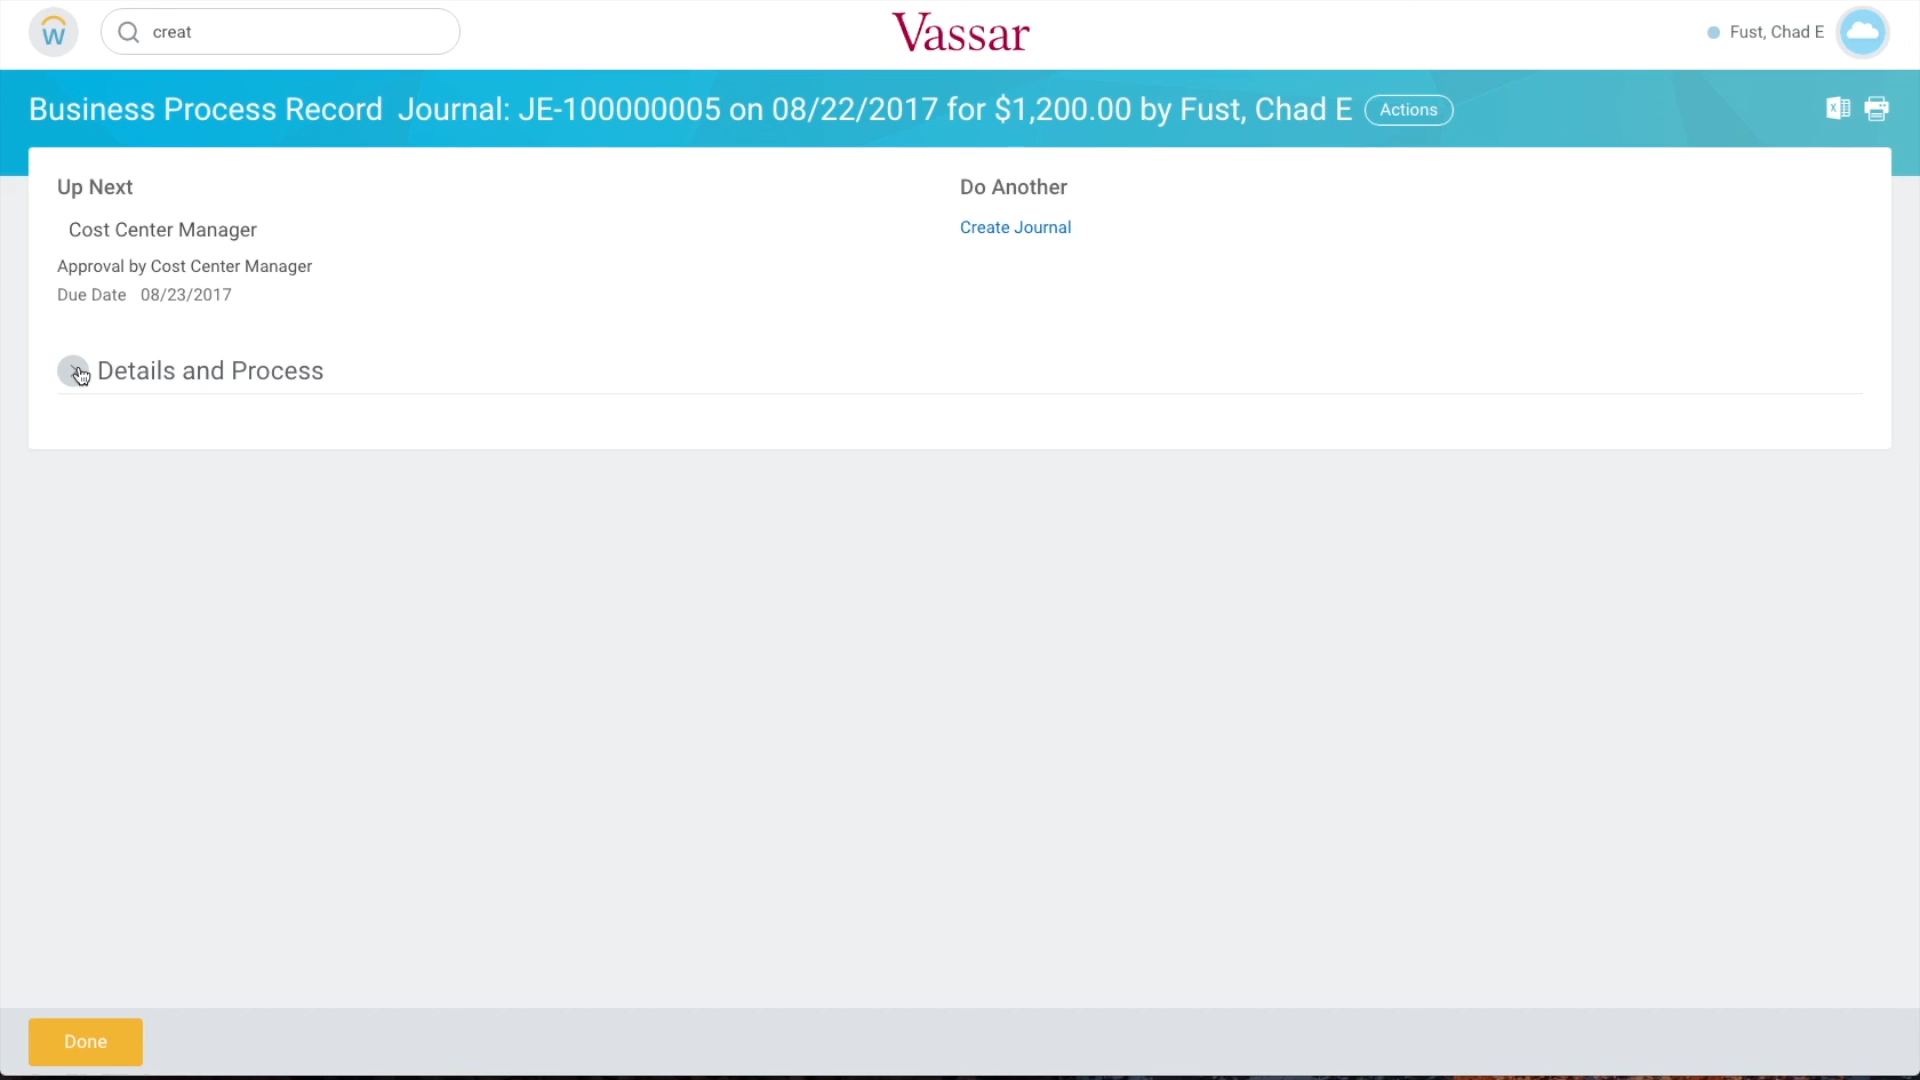 W
creat
Vassar
Fust, Chad E
Business Process Record Journal: JE-100000005 on 08/22/2017 for $1,200.00 by Fust, Chad E
Actions
Up Next
Do Another
Cost Center Manager
Create Journal
Approval by Cost Center Manager
Due Date 08/23/2017
Details and Process
Done